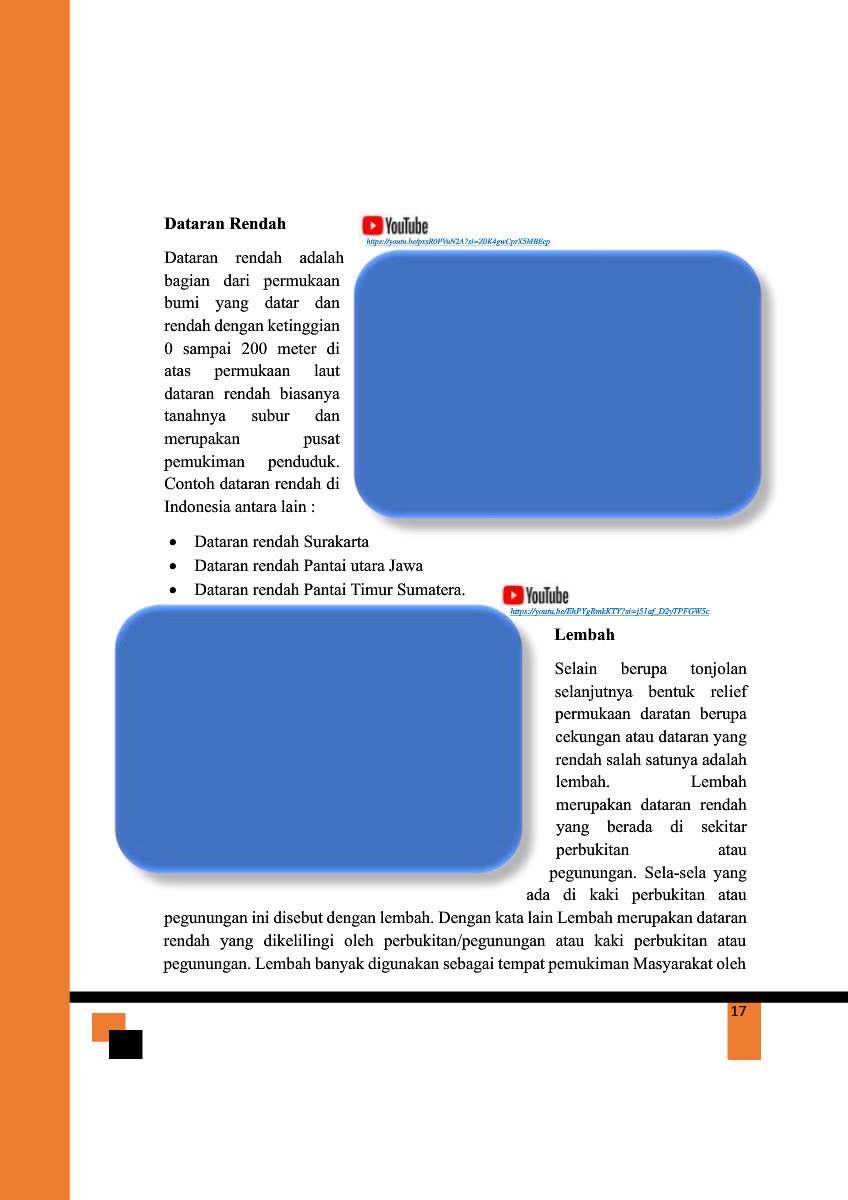 Dataran Rendah
YouTube
https://youtu.be/pxsR0PVuN2A?si=Z0K4gwCprX5MBEcp
Dataran rendah adalah
bagian dari permukaan
bumi yang datar dan
rendah dengan ketinggian
0 sampai 200 meter di
atas permukaan laut
dataran rendah biasanya
tanahnya subur dan
merupakan pusat
pemukiman penduduk.
Contoh dataran rendah di
Indonesia antara lain :
• Dataran rendah Surakarta
• Dataran rendah Pantai utara Jawa
• Dataran rendah Pantai Timur Sumatera.
YouTube
https://youtu.be/EhPYgRmkKTY?si=j51af_D2yTPFGW5c
Lembah
Selain berupa tonjolan
selanjutnya bentuk relief
permukaan daratan berupa
cekungan atau dataran yang
rendah salah satunya adalah
lembah. Lembah
merupakan dataran rendah
yang berada di sekitar
perbukitan atau
pegunungan. Sela-sela yang
ada di kaki perbukitan atau
pegunungan ini disebut dengan lembah. Dengan kata lain Lembah merupakan dataran
rendah yang dikelilingi oleh perbukitan/pegunungan atau kaki perbukitan atau
pegunungan. Lembah banyak digunakan sebagai tempat pemukiman Masyarakat oleh
17